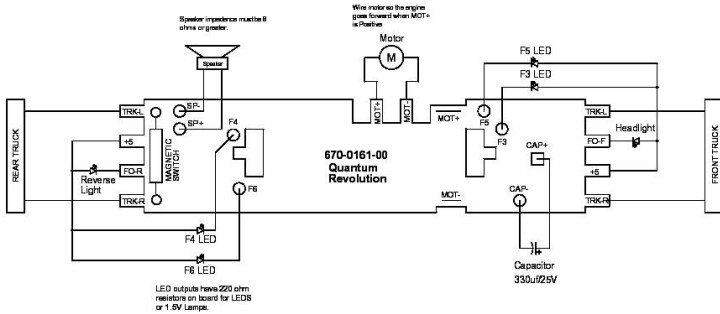 Speaker impedence must be 8
ohms or greater.
Speaker
Wire motor so the engine
goes forward when MOT+
is Positive
Motor
M
F5 LED
F3 LED
REAR TRUCK
TRK-L
+5
FO-R
TRK-R
Reverse
Light
MAGNETIC
SWITCH
SP-
SP+
F4
F6
F4 LED
F6 LED
LED outputs have 220 ohm
resistors on board for LEDS
or 1.5V Lamps.
670-0161-00
Quantum
Revolution
MOT+
MOT-
MOT+
MOT-
F5
F3
CAP+
CAP-
Capacitor
330uf/25V
TRK-L
FO-F
+5
TRK-R
Headlight
FRONT TRUCK